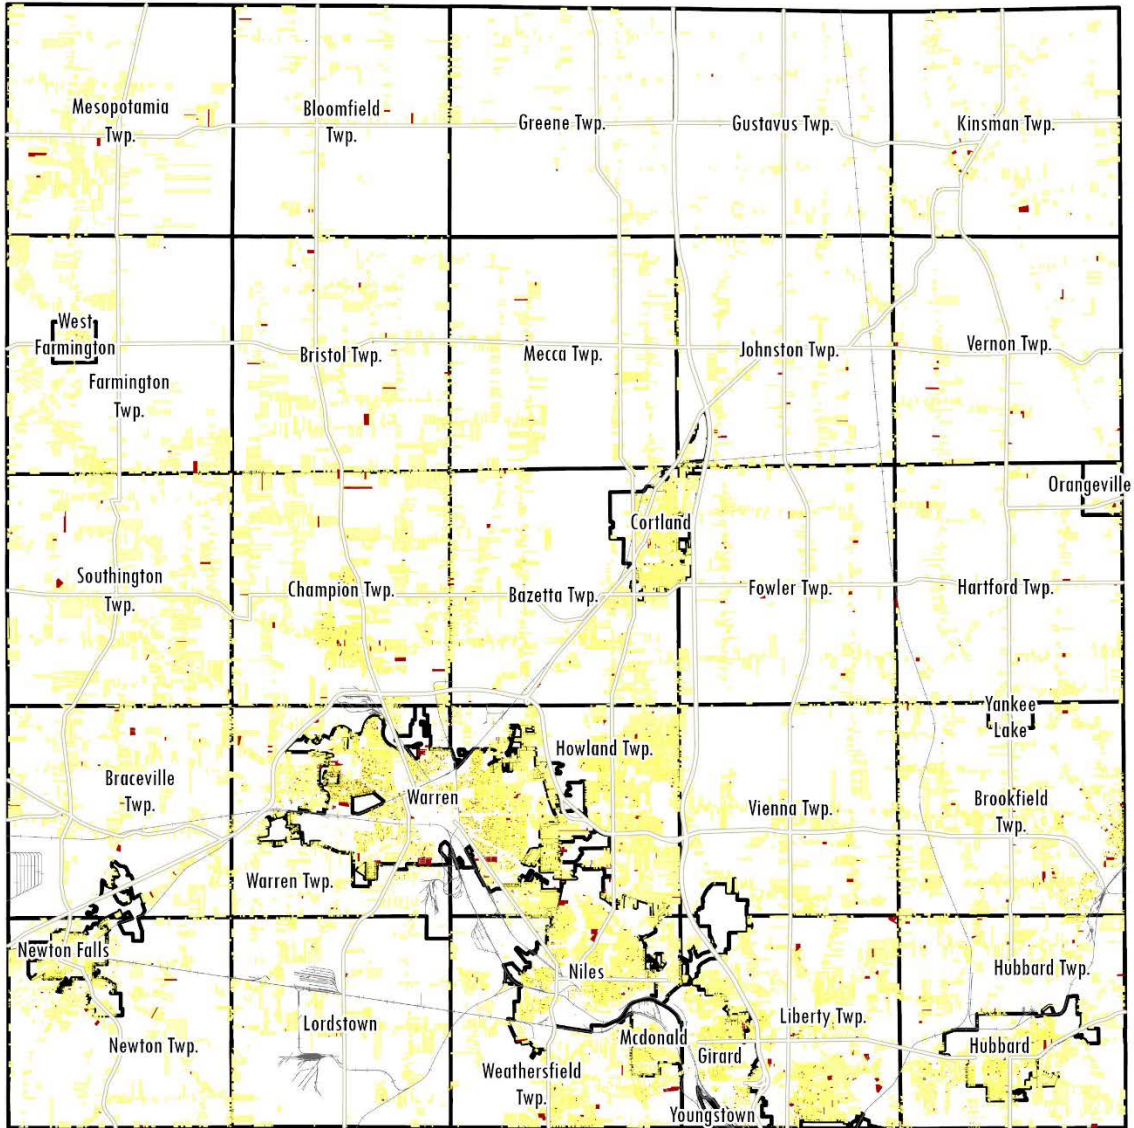 Mesopotamia
Twp.
Bloomfield
Twp.
Greene Twp.
Gustavus Twp.
Kinsman Twp.
West
Farmington
Farmington
Twp.
Bristol Twp.
Mecca Twp.
Johnston Twp.
Vernon Twp.
Orangeville
Cortland
Southington
Twp.
Champion Twp.
Bazetta Twp.
Fowler Twp.
Hartford Twp.
Yankee
Lake
Braceville
Twp.
Warren
Howland Twp.
Vienna Twp.
Brookfield
Twp.
Warren Twp.
Newton Falls
Niles
Hubbard Twp.
Newton Twp.
Lordstown
Weathersfield
Twp.
Mcdonald
Girard
Liberty Twp.
Hubbard
Youngstown